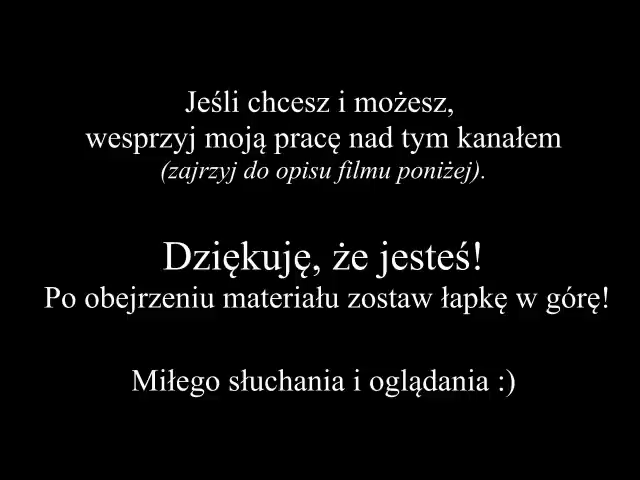 Jeśli chcesz i możesz,
wesprzyj moją pracę nad tym kanałem
(zajrzyj do opisu filmu poniżej).
Dziękuję, że jesteś!
Po obejrzeniu materiału zostaw łapkę w górę!
Miłego słuchania i oglądania :)